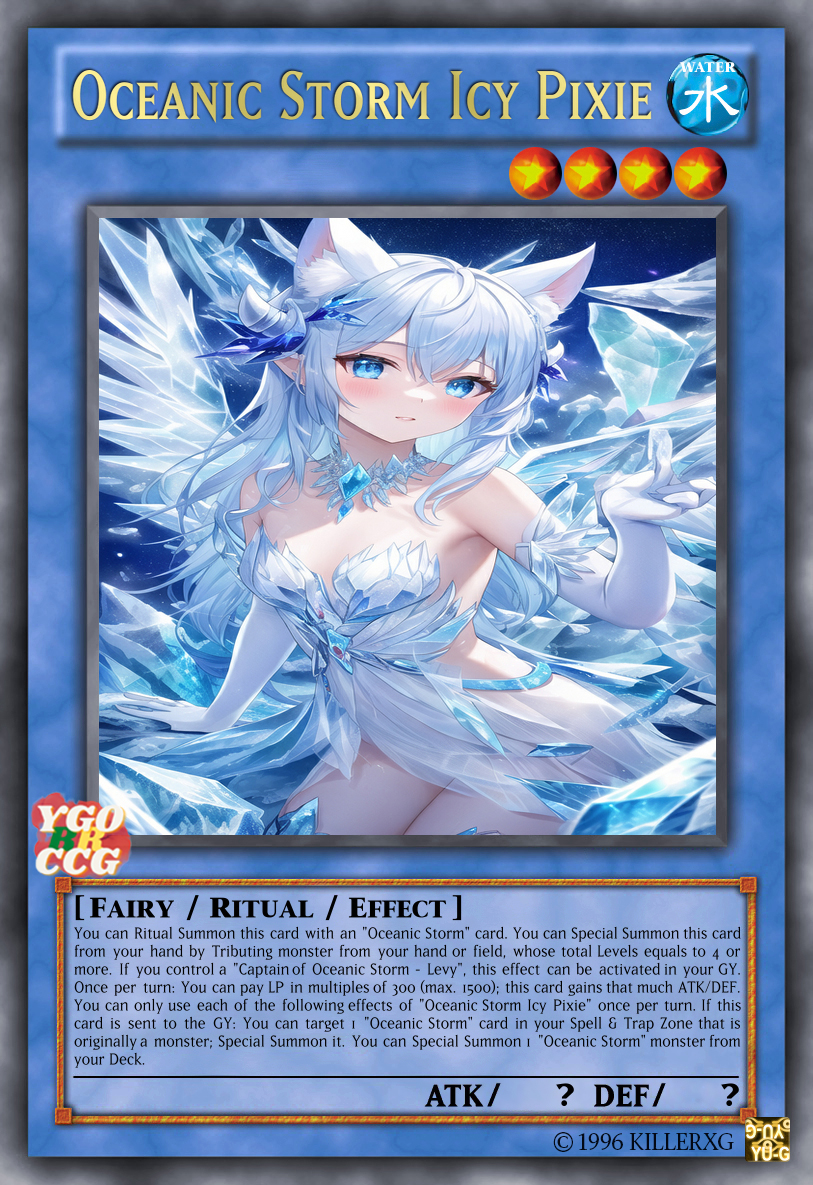 Oceanic Storm Icy Pixie
WATER
水
[ Fairy / Ritual / Effect ]
You can Ritual Summon this card with an "Oceanic Storm" card. You can Special Summon this card
from your hand by Tributing monster from your hand or field, whose total Levels equals to 4 or
more. If you control a "Captain of Oceanic Storm - Levy", this effect can be activated in your GY.
Once per turn: You can pay LP in multiples of 300 (max. 1500); this card gains that much ATK/DEF.
You can only use each of the following effects of "Oceanic Storm Icy Pixie" once per turn. If this
card is sent to the GY: You can target 1 "Oceanic Storm" card in your Spell & Trap Zone that is
originally a monster; Special Summon it. You can Special Summon 1 "Oceanic Storm" monster from
your Deck.
ATK/ ? DEF/ ?
© 1996 KILLERXG
YGO
RR
CCG
YU-G